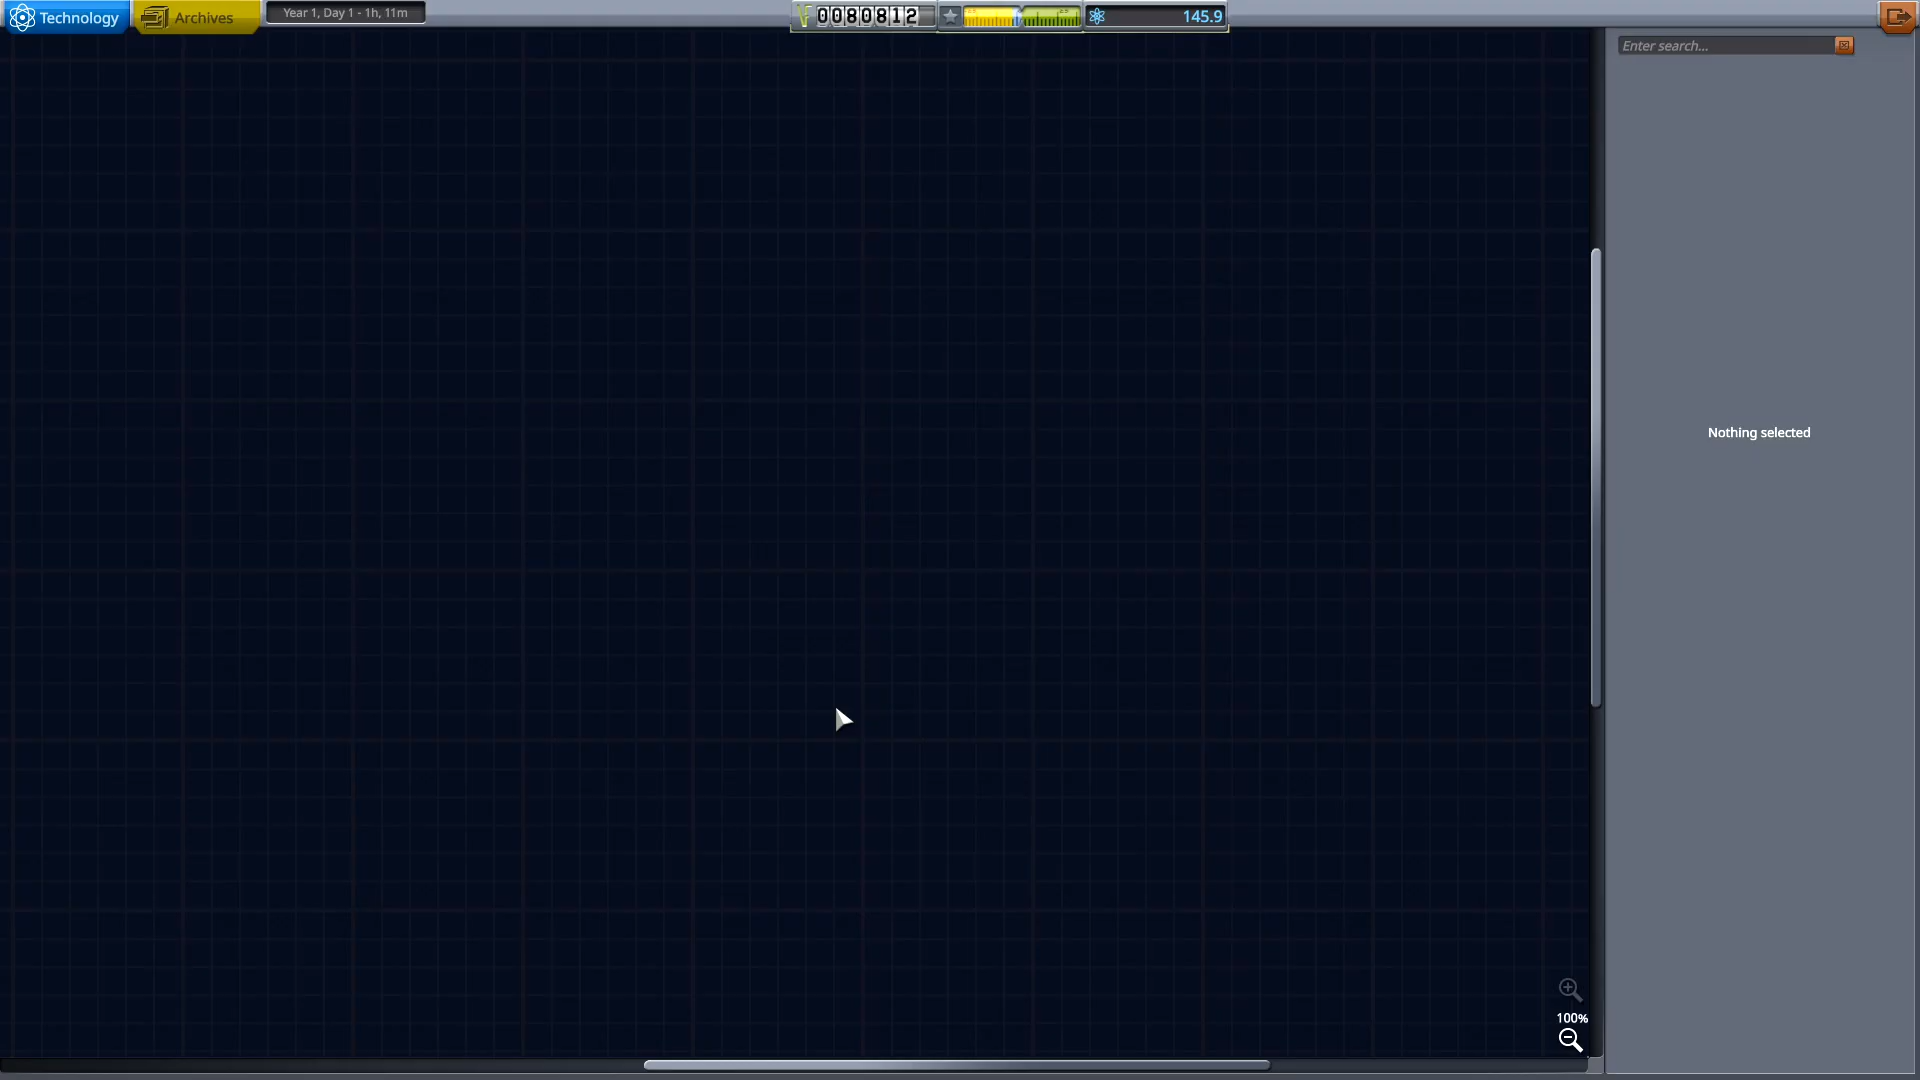 Technology
Archives
Year 1, Day 1 - 1h, 11m
0080812
145.9
Enter search...
Nothing selected
100%